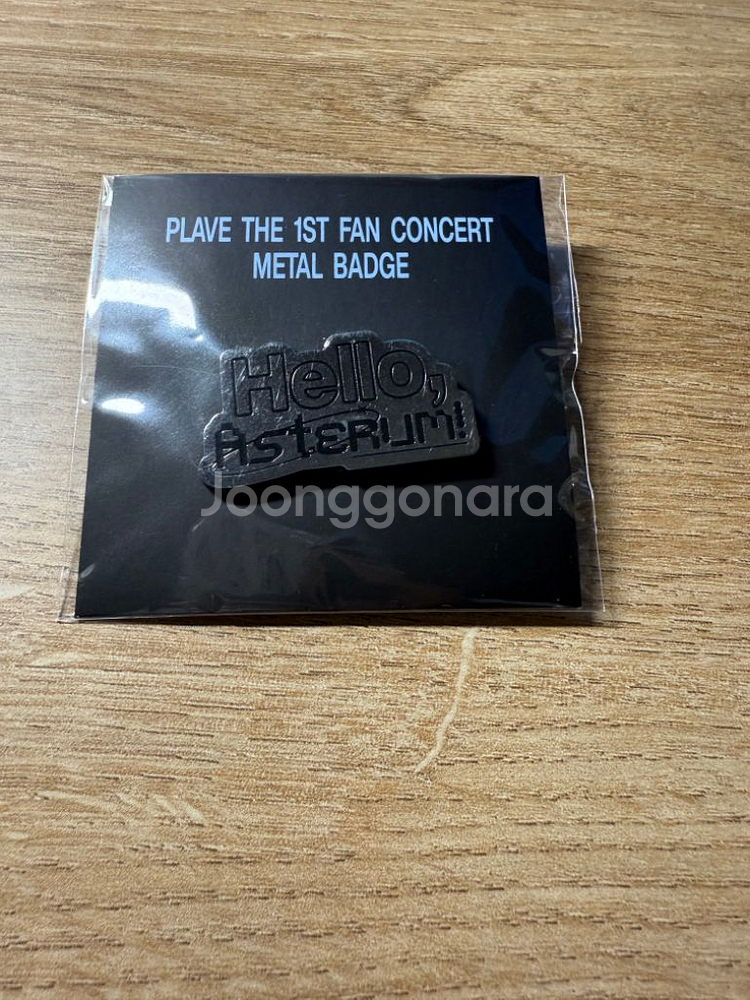 PLAVE THE 1ST FAN CONCERT
METAL BADGE
Hello,
Asterum!
Joonggonara